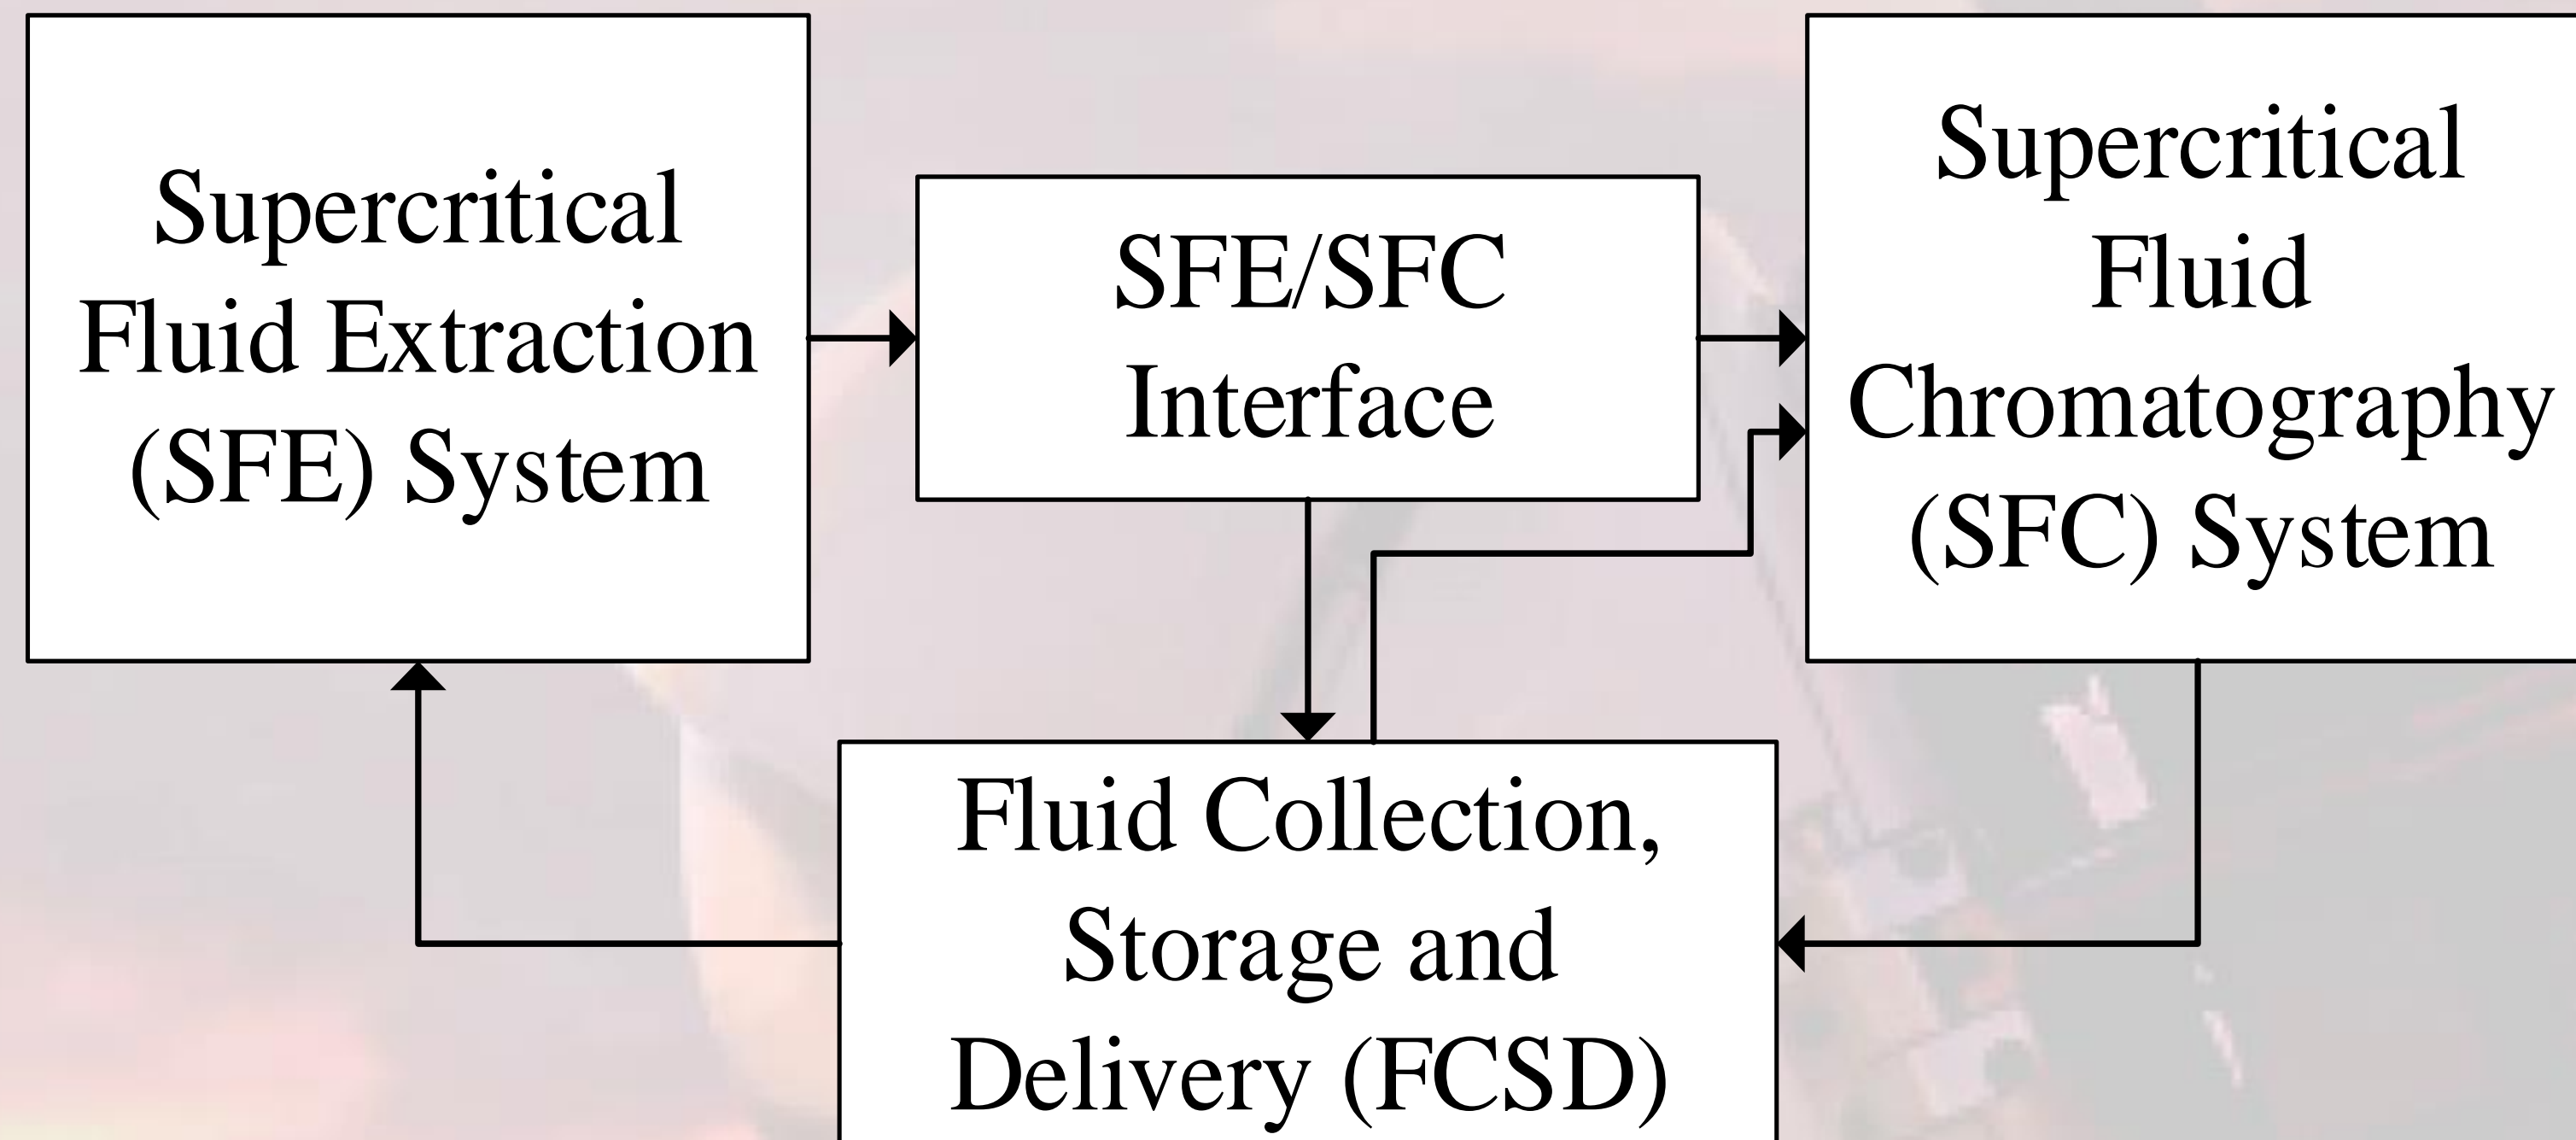 Supercritical
Fluid Extraction
(SFE) System
SFE/SFC
Interface
Supercritical
Fluid
Chromatography
(SFC) System
Fluid Collection,
Storage and
Delivery (FCSD)